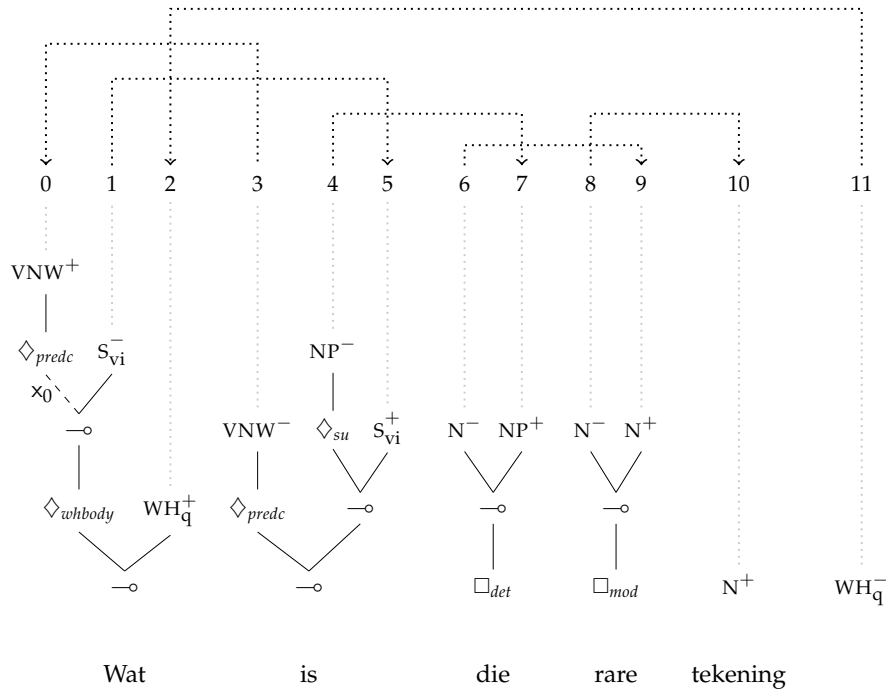 0 1 2 3 4 5 6 7 8 9 10 11
VNW⁺
◇predc S⁻vi NP⁻
x₀
⊸ VNW⁻ ◇su S⁺vi N⁻ NP⁺ N⁻ N⁺
◇whbody WH⁺q ◇predc ⊸ ⊸ ⊸
⊸ ⊸ □det □mod N⁺ WH⁻q
Wat is die rare tekening